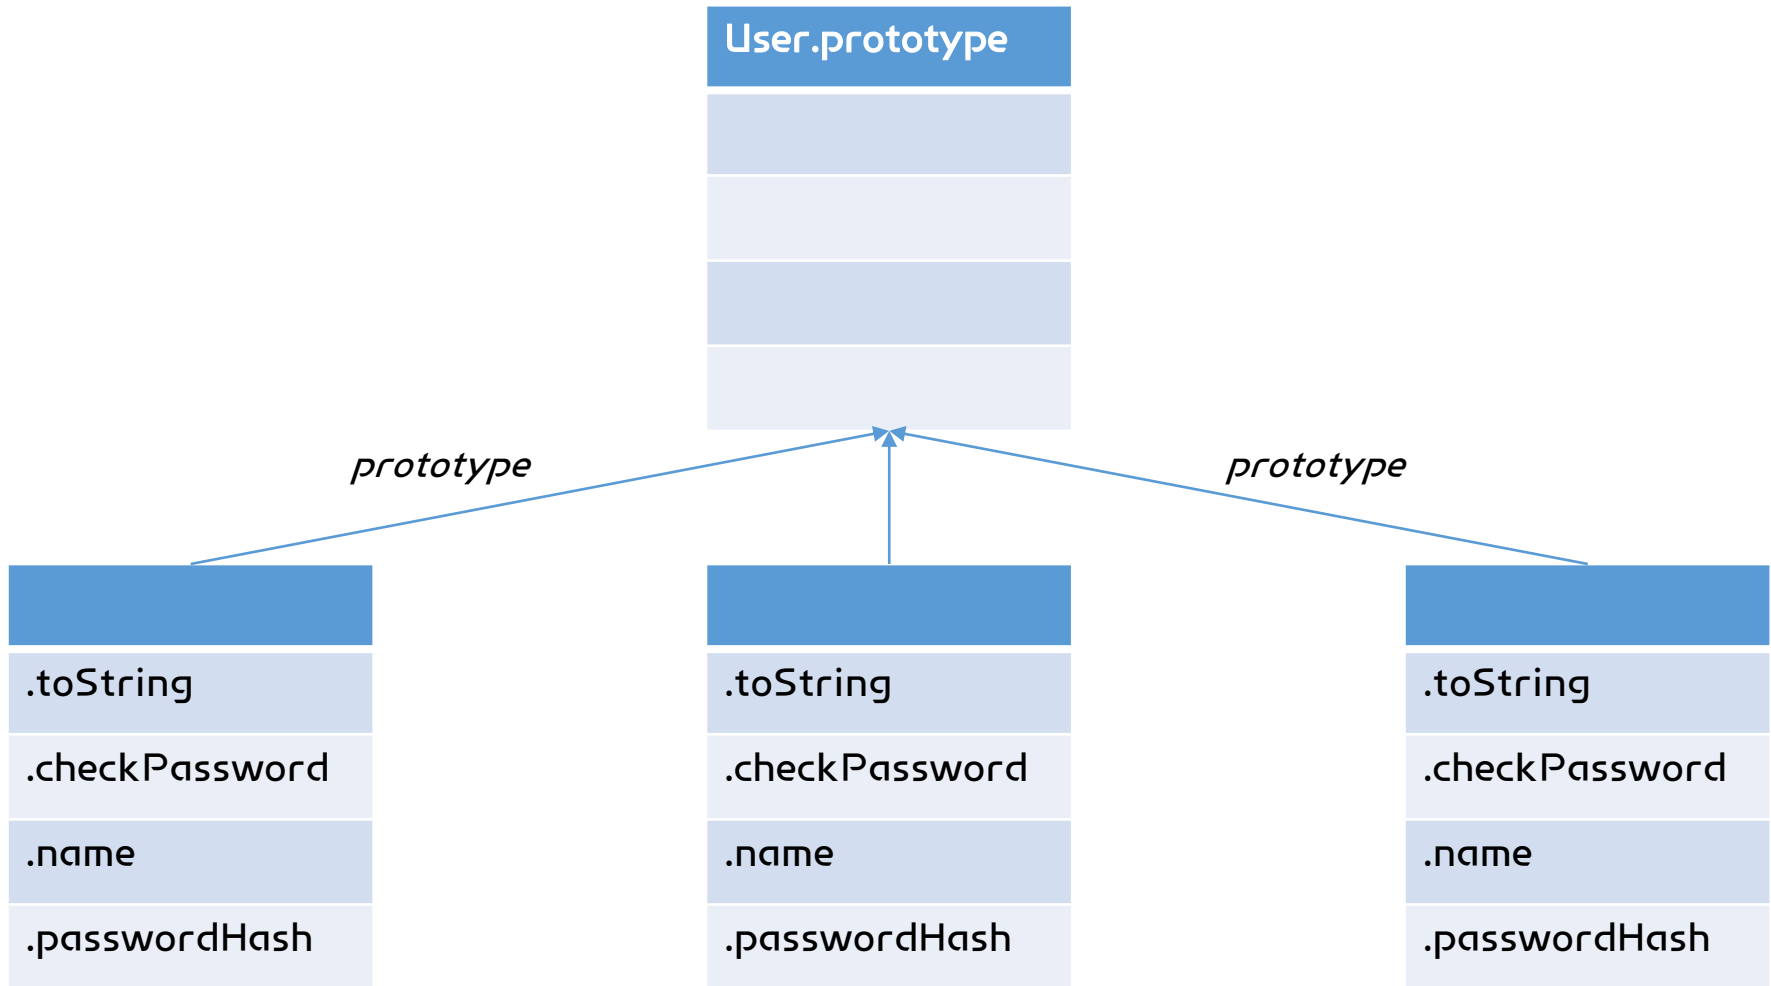 User.prototype
prototype
prototype
.toString
.checkPassword
.name
.passwordHash
.toString
.checkPassword
.name
.passwordHash
.toString
.checkPassword
.name
.passwordHash